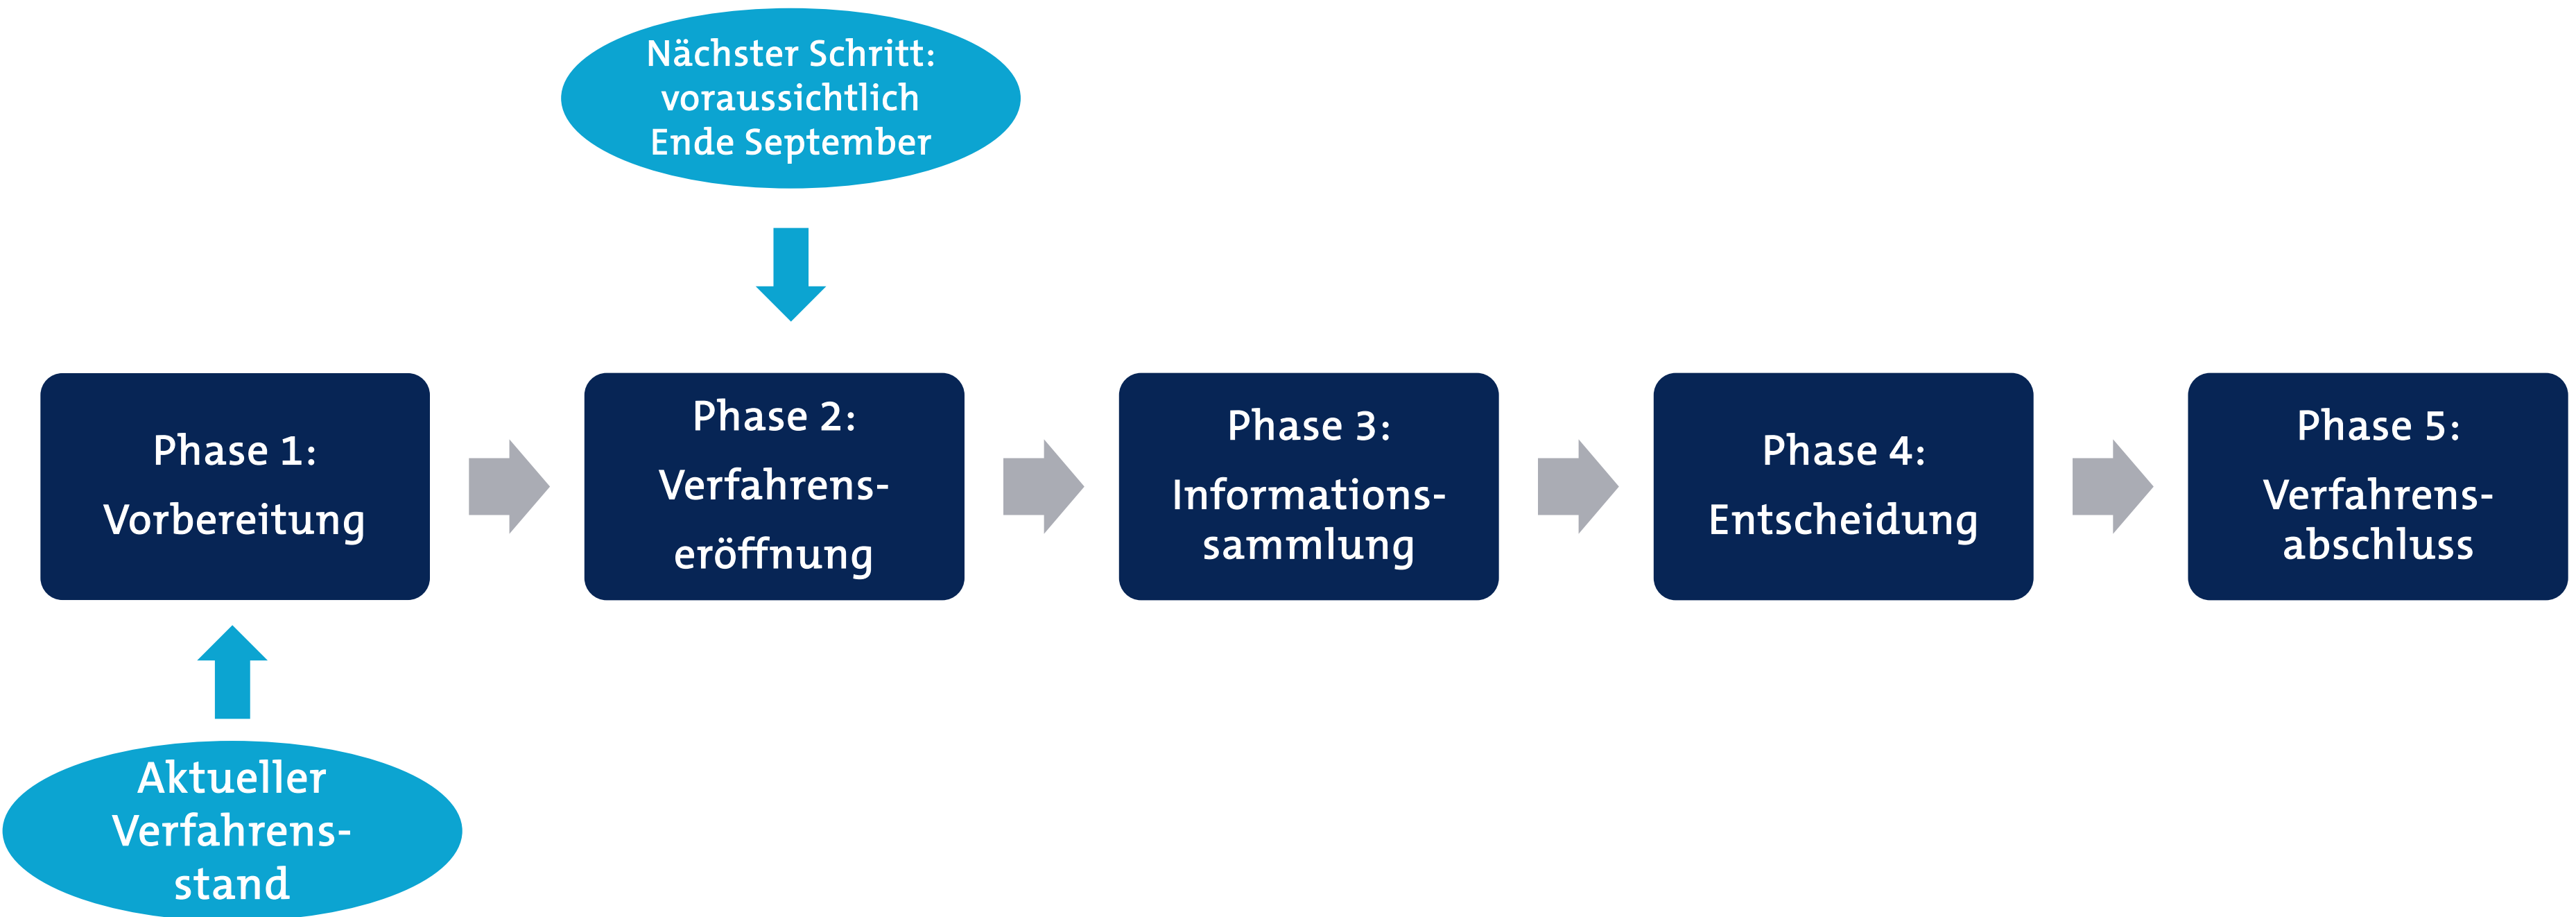 Nächster Schritt:
voraussichtlich
Ende September
Phase 1:
Vorbereitung
Phase 2:
Verfahrens-
eröffnung
Phase 3:
Informations-
sammlung
Phase 4:
Entscheidung
Phase 5:
Verfahrens-
abschluss
Aktueller
Verfahrens-
stand